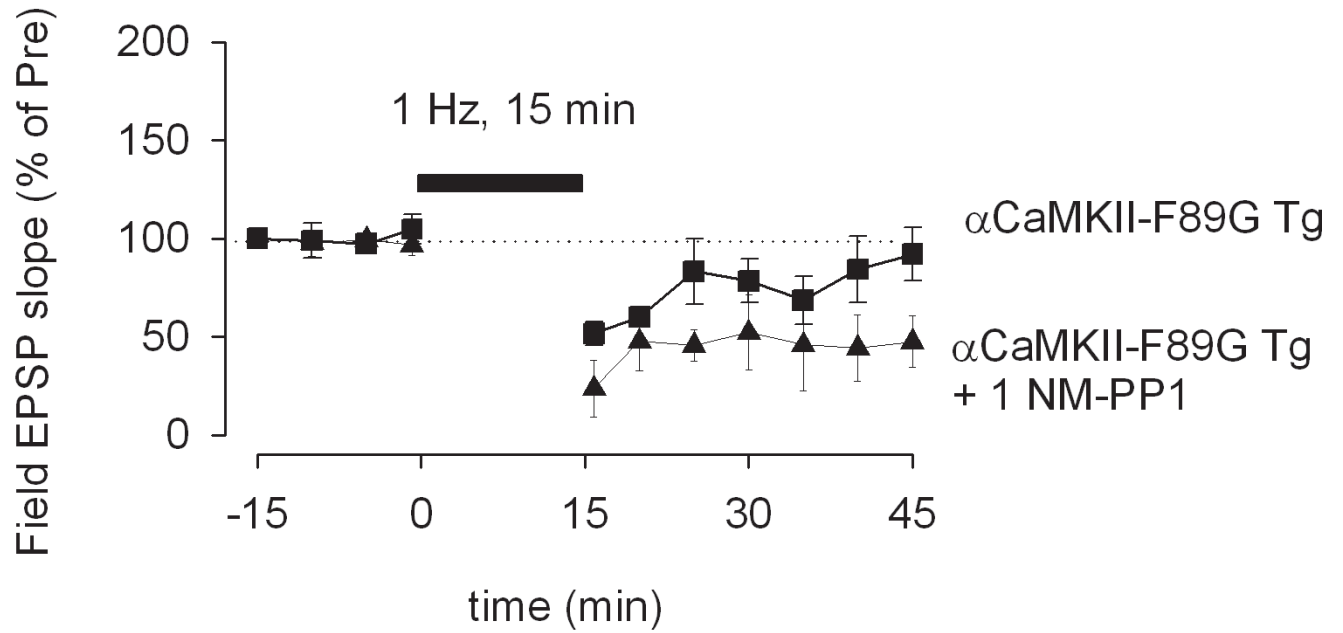 Field EPSP slope (% of Pre)
200
150
100
50
0
1 Hz, 15 min
αCaMKII-F89G Tg
αCaMKII-F89G Tg
+ 1 NM-PP1
-15 0 15 30 45
time (min)